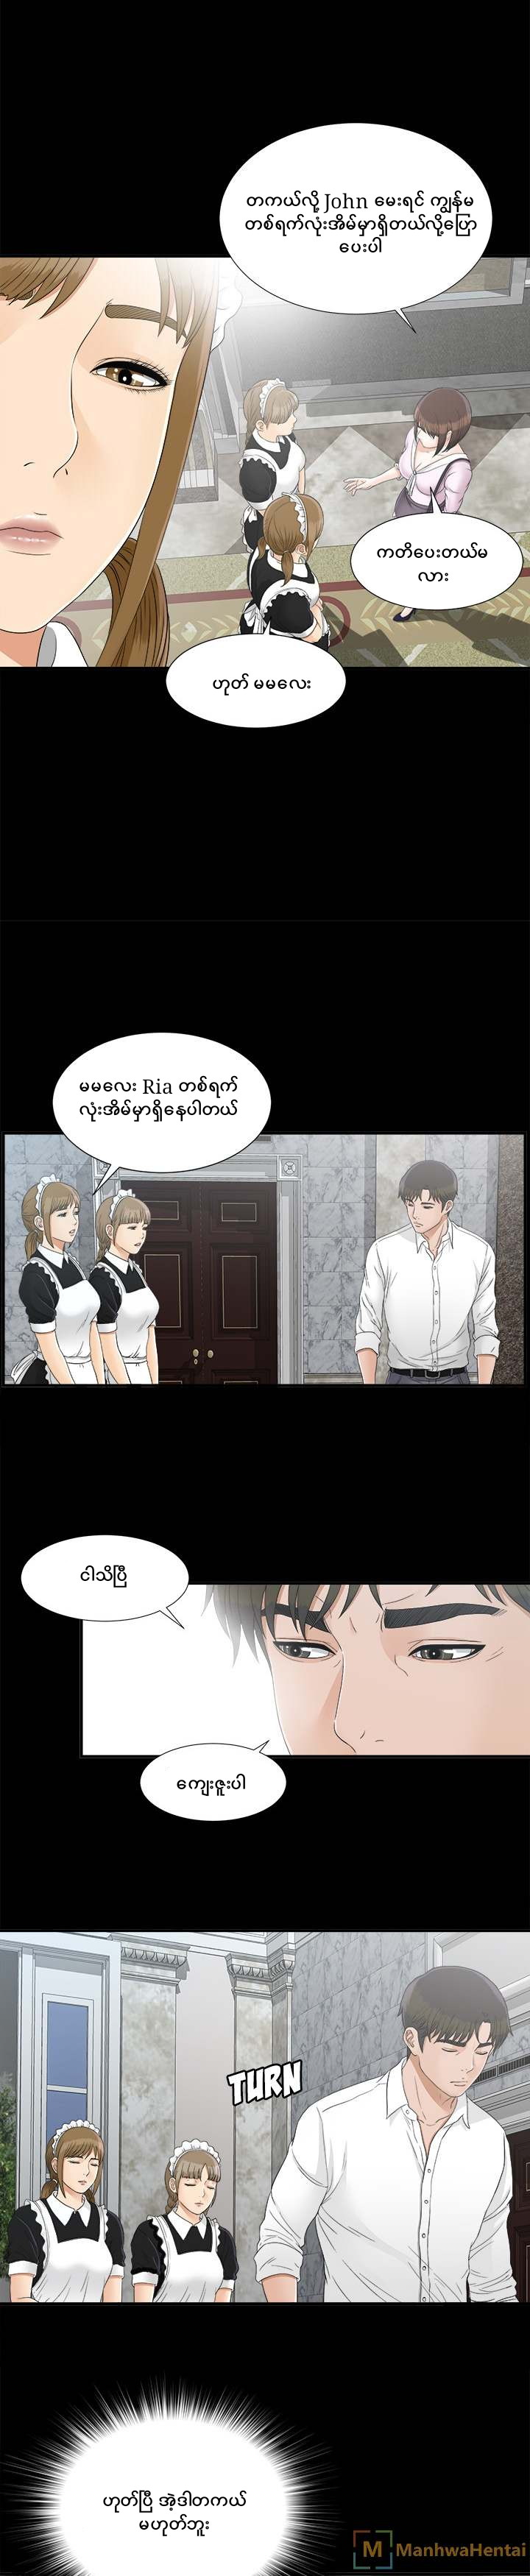 တကယ်လို့ John မေးရင် ကျွန်မ
တစ်ရက်လုံးအိမ်မှာရှိတယ်လို့ပြော
ပေးပါ
ကတိပေးတယ်မ
လား
ဟုတ် မမလေး
မမလေး Ria တစ်ရက်
လုံးအိမ်မှာရှိနေပါတယ်
ငါသိပြီ
ကျေးဇူးပါ
TURN
ဟုတ်ပြီ အဲ့ဒါတကယ်
မဟုတ်ဘူး
M ManhwaHentai